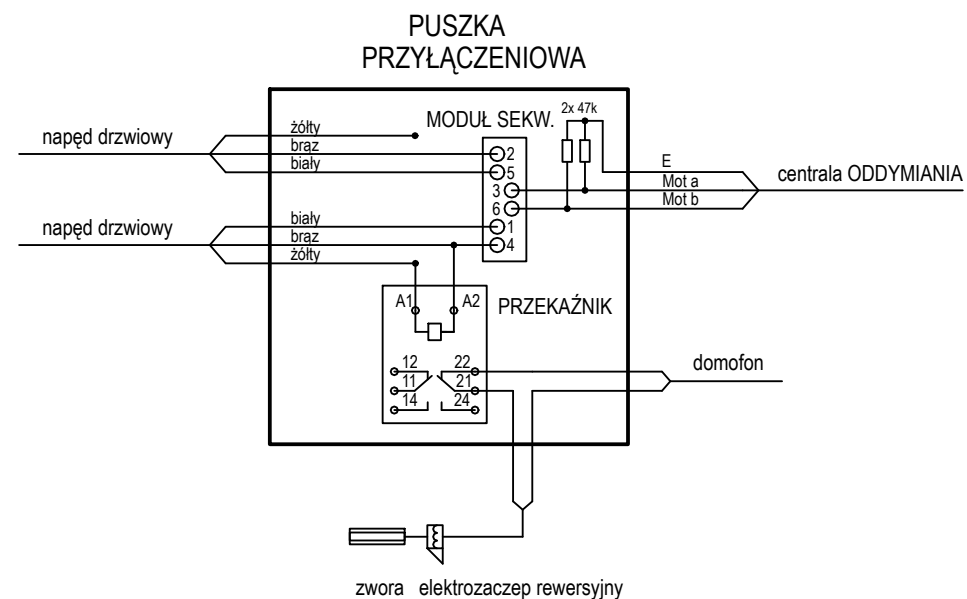 PUSZKA
PRZYŁĄCZENIOWA
MODUŁ SEKW.
2x 47k
napęd drzwiowy
żółty
brąz
biały
2
5
3
6
1
4
E
Mot a
Mot b
centrala ODDYMIANIA
napęd drzwiowy
biały
brąz
żółty
A1
A2
PRZEKAŹNIK
12
22
11
21
14
24
domofon
zwora elektrozaczep rewersyjny